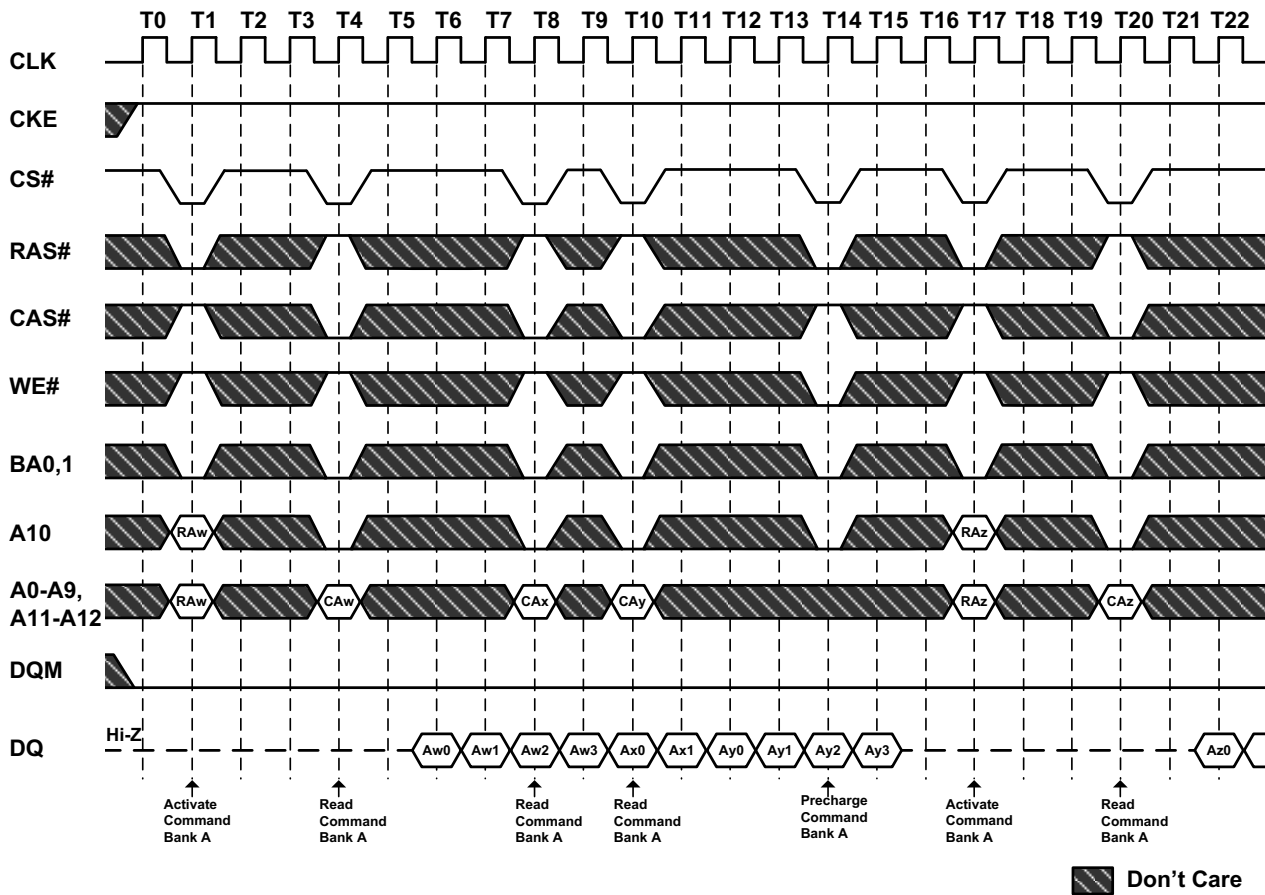 T0 T1 T2 T3 T4 T5 T6 T7 T8 T9 T10 T11 T12 T13 T14 T15 T16 T17 T18 T19 T20 T21 T22
CLK
CKE
CS#
RAS#
CAS#
WE#
BA0,1
A10
RAw RAz
A0-A9,
A11-A12
RAw CAw CAx CAy RAz CAz
DQM
DQ
Hi-Z
Aw0 Aw1 Aw2 Aw3 Ax0 Ax1 Ay0 Ay1 Ay2 Ay3 Az0
Activate
Command
Bank A
Read
Command
Bank A
Read
Command
Bank A
Read
Command
Bank A
Precharge
Command
Bank A
Activate
Command
Bank A
Read
Command
Bank A
Don't Care